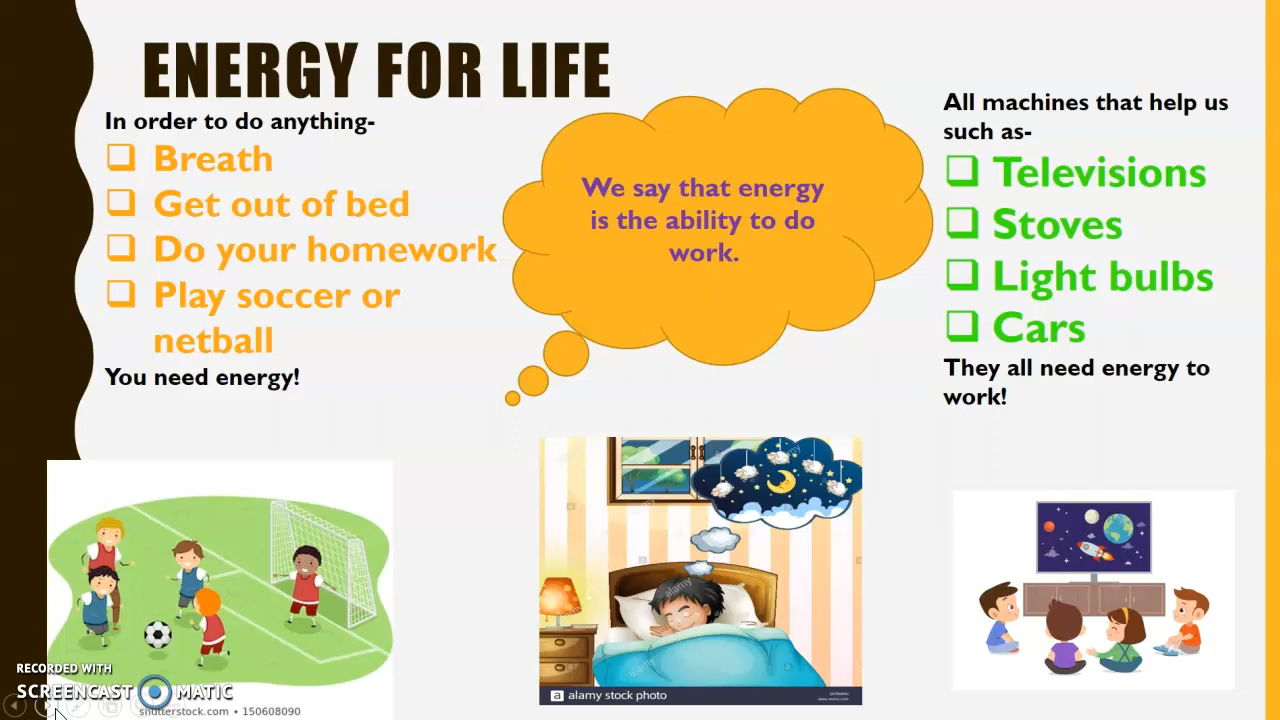 ENERGY FOR LIFE
In order to do anything-
❑ Breath
❑ Get out of bed
❑ Do your homework
❑ Play soccer or
netball
You need energy!
We say that energy
is the ability to do
work.
All machines that help us
such as-
❑ Televisions
❑ Stoves
❑ Light bulbs
❑ Cars
They all need energy to
work!
alamy
a alamy stock photo
RECORDED WITH
SCREENCAST MATIC
shutterstock.com • 150608090